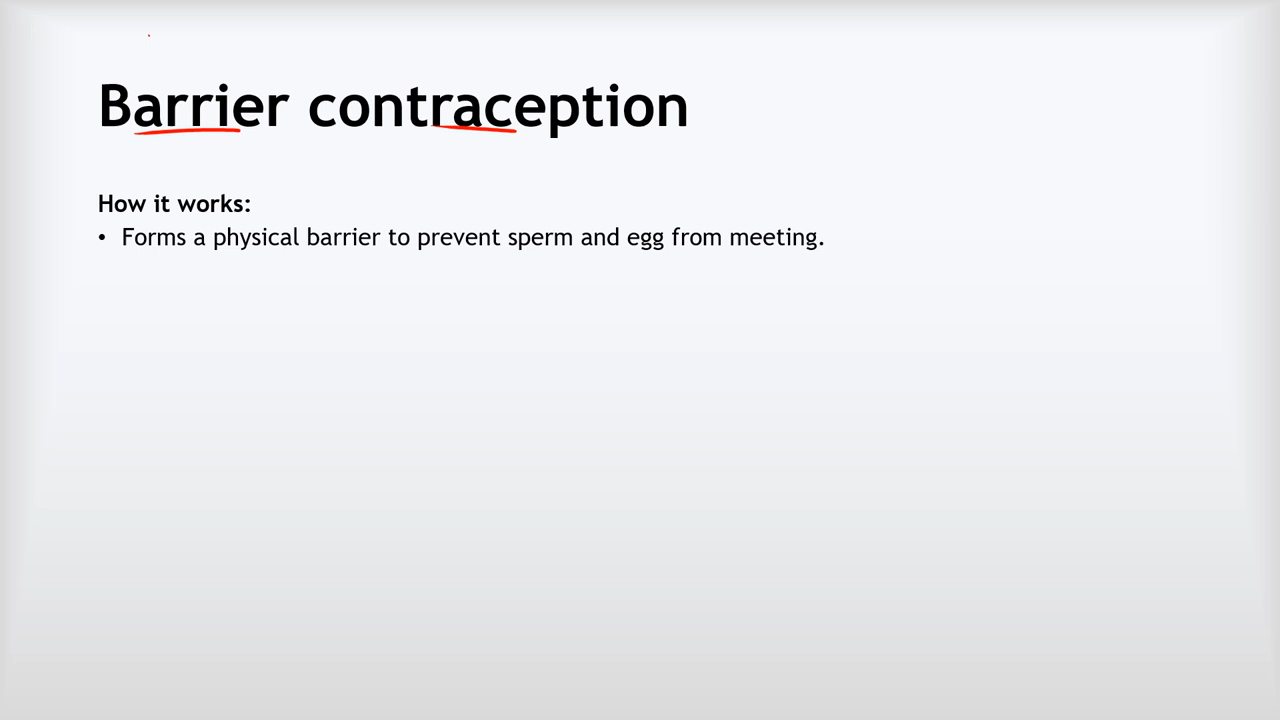 Barrier contraception
How it works:
• Forms a physical barrier to prevent sperm and egg from meeting.